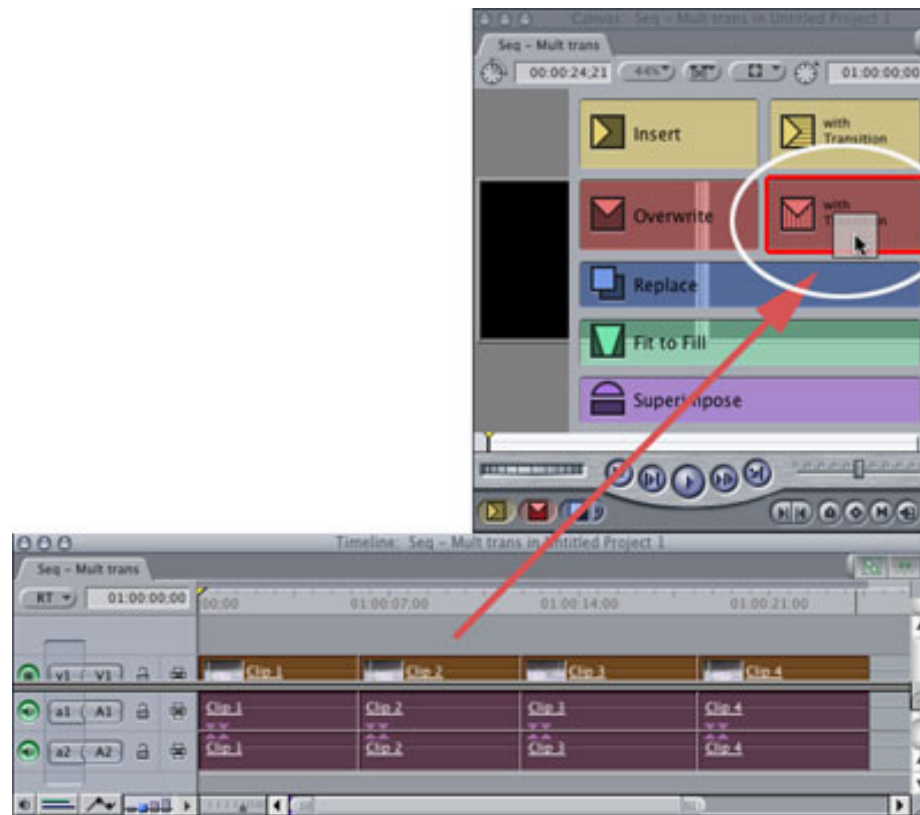 Canvas: Seq - Mult trans in Untitled Project 1
Seq - Mult trans
00:00:24;21 44% 01:00:00;00
Insert
with
Transition
Overwrite
with
Replace
Fit to Fill
Superimpose
Timeline: Seq - Mult trans in Untitled Project 1
Seq - Mult trans
RT 01:00:00;00 00;00 01:00:07;00 01:00:14;00 01:00:21;00
v1 V1 Clip 1 Clip 2 Clip 3 Clip 4
a1 A1 Clip 1 Clip 2 Clip 3 Clip 4
a2 A2 Clip 1 Clip 2 Clip 3 Clip 4